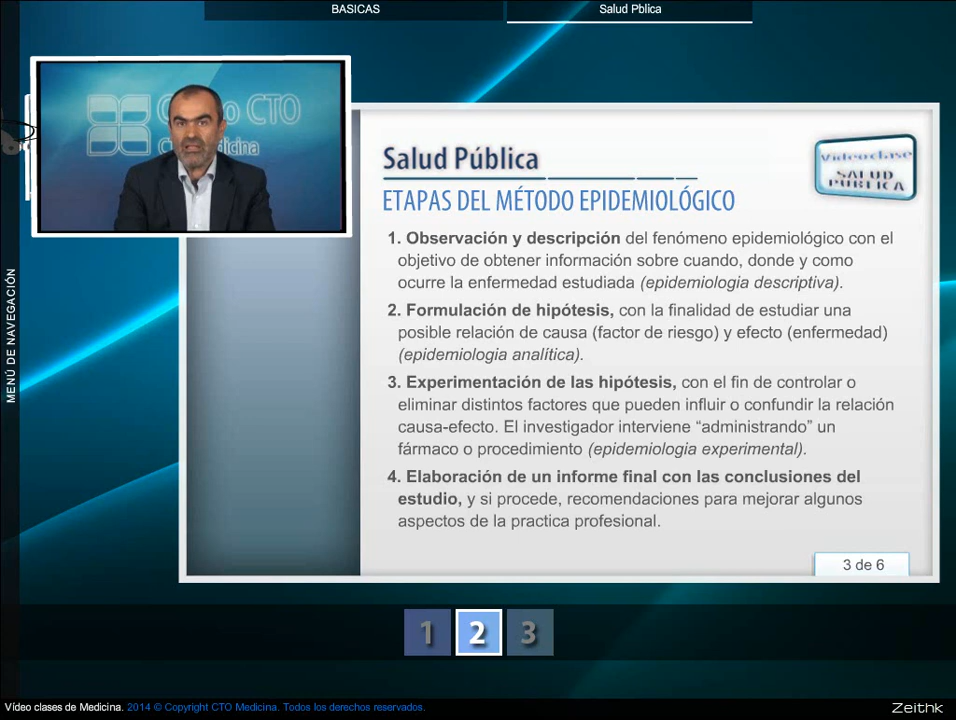 BASICAS
Salud Pblica
CTO
Medicina
Salud Pública
Videoclase
SALUD
PÚBLICA
ETAPAS DEL MÉTODO EPIDEMIOLÓGICO
1. Observación y descripción del fenómeno epidemiológico con el
objetivo de obtener información sobre cuando, donde y como
ocurre la enfermedad estudiada (epidemiologia descriptiva).
2. Formulación de hipótesis, con la finalidad de estudiar una
posible relación de causa (factor de riesgo) y efecto (enfermedad)
(epidemiologia analítica).
3. Experimentación de las hipótesis, con el fin de controlar o
eliminar distintos factores que pueden influir o confundir la relación
causa-efecto. El investigador interviene “administrando” un
fármaco o procedimiento (epidemiologia experimental).
4. Elaboración de un informe final con las conclusiones del
estudio, y si procede, recomendaciones para mejorar algunos
aspectos de la practica profesional.
3 de 6
MENÚ DE NAVEGACIÓN
1 2 3
Vídeo clases de Medicina. 2014 © Copyright CTO Medicina. Todos los derechos reservados.
Zeithk